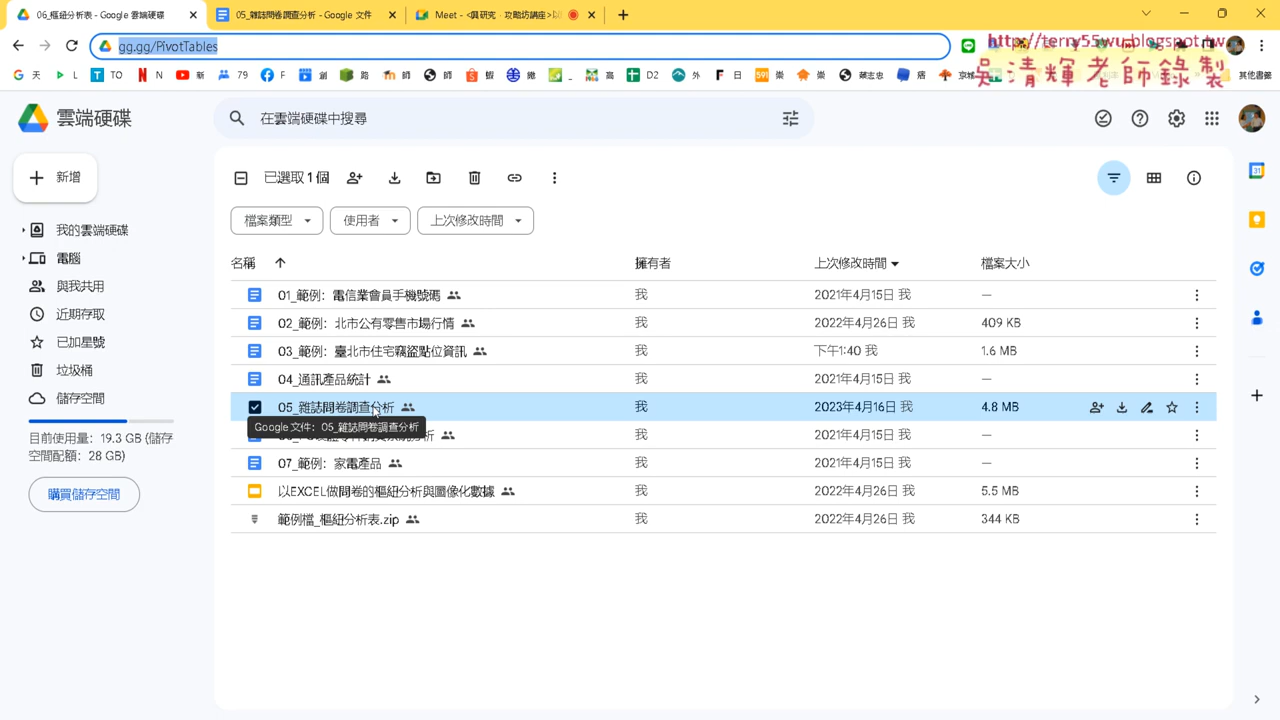 06_樞紐分析表 - Google 雲端硬碟
05_雜誌問卷調查分析 - Google 文件
gg.gg/PivotTables
http://terry55wu.blogspot.tw
吳清輝老師錄製
天
L
TO
N
新
79
F
師
D2
外
日
崇
蔡志忠
痞
京城
其他書籤
雲端硬碟
在雲端硬碟中搜尋
新增
已選取 1 個
檔案類型
使用者
上次修改時間
我的雲端硬碟
電腦
與我共用
近期存取
已加星號
垃圾桶
儲存空間
目前使用量：19.3 GB (儲存
空間配額：28 GB)
購買儲存空間
名稱
擁有者
上次修改時間
檔案大小
01_範例：電信業會員手機號碼 我 2021年4月15日 我 —
02_範例：北市公有零售市場行情 我 2022年4月26日 我 409 KB
03_範例：臺北市住宅竊盜點位資訊 我 下午1:40 我 1.6 MB
04_通訊產品統計 我 2021年4月15日 我 —
05_雜誌問卷調查分析 我 2023年4月16日 我 4.8 MB
Google 文件：05_雜誌問卷調查分析
我 2021年4月15日 我 —
07_範例：家電產品 我 2021年4月15日 我 —
以EXCEL做問卷的樞紐分析與圖像化數據 我 2022年4月26日 我 5.5 MB
範例檔_樞紐分析表.zip 我 2022年4月26日 我 344 KB